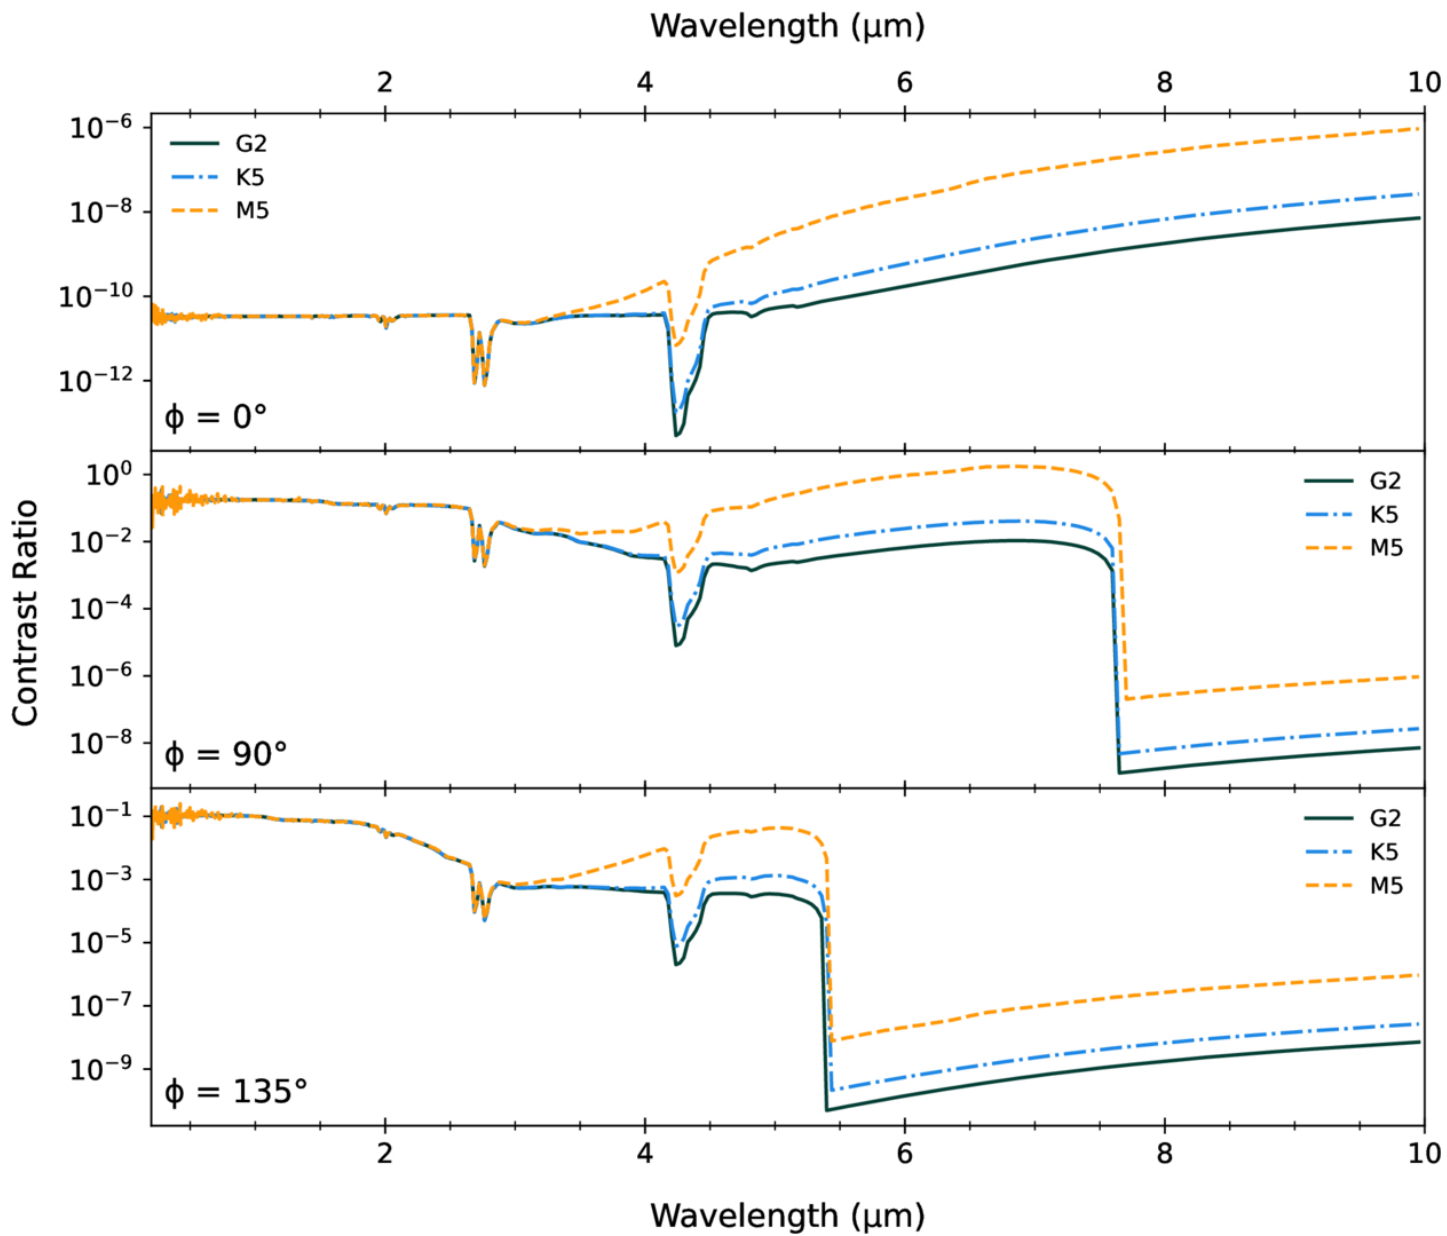 Wavelength (μm)
2 4 6 8 10
10⁻⁶
10⁻⁸
10⁻¹⁰
10⁻¹²
G2
K5
M5
ϕ = 0°
Contrast Ratio
10⁰
10⁻²
10⁻⁴
10⁻⁶
10⁻⁸
G2
K5
M5
ϕ = 90°
10⁻¹
10⁻³
10⁻⁵
10⁻⁷
10⁻⁹
G2
K5
M5
ϕ = 135°
2 4 6 8 10
Wavelength (μm)